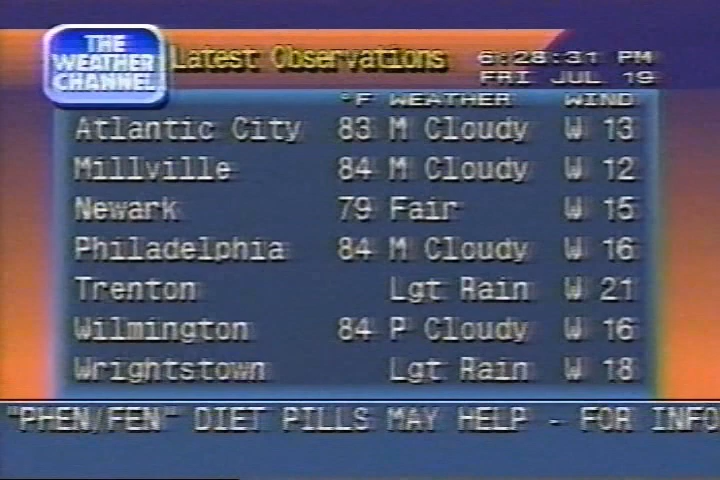 THE
WEATHER
CHANNEL
Latest Observations
6:28:31 PM
FRI JUL 19
°F WEATHER WIND
Atlantic City 83 M Cloudy W 13
Millville 84 M Cloudy W 12
Newark 79 Fair W 15
Philadelphia 84 M Cloudy W 16
Trenton Lgt Rain W 21
Wilmington 84 P Cloudy W 16
Wrightstown Lgt Rain W 18
"PHEN/FEN" DIET PILLS MAY HELP - FOR INFO